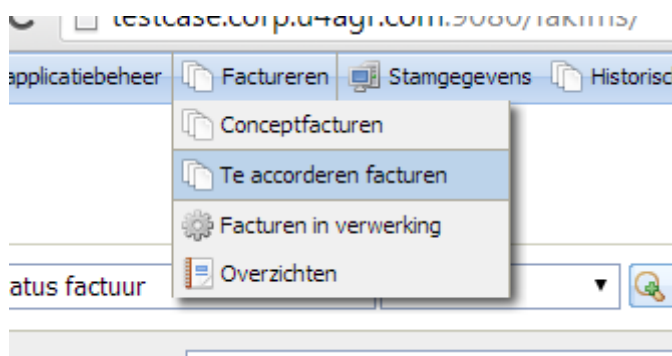 testcase.corp.u4agr.com:9080/fakfms/
applicatiebeheer Factureren Stamgegevens Historisc
Conceptfacturen
Te accorderen facturen
Facturen in verwerking
Overzichten
atus factuur